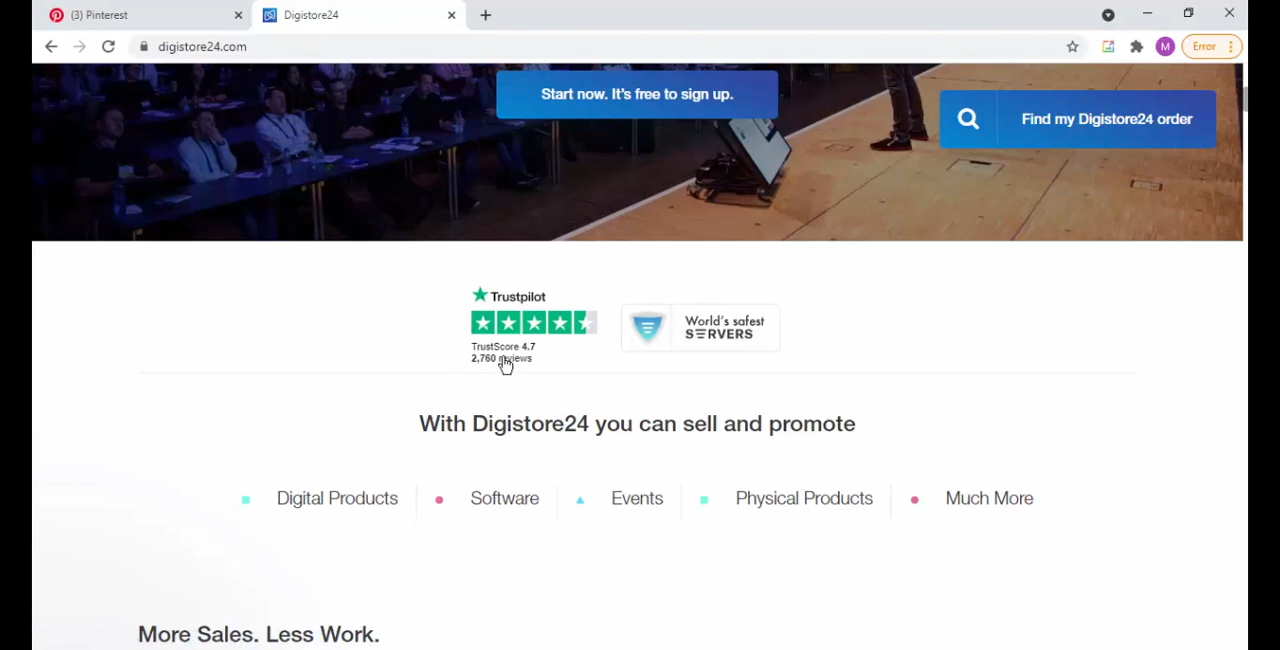 (3) Pinterest
Digistore24
digistore24.com
M
Error
Start now. It's free to sign up.
Find my Digistore24 order
Trustpilot
TrustScore 4.7
2,760 reviews
World's safest
SERVERS
With Digistore24 you can sell and promote
Digital Products
Software
Events
Physical Products
Much More
More Sales. Less Work.